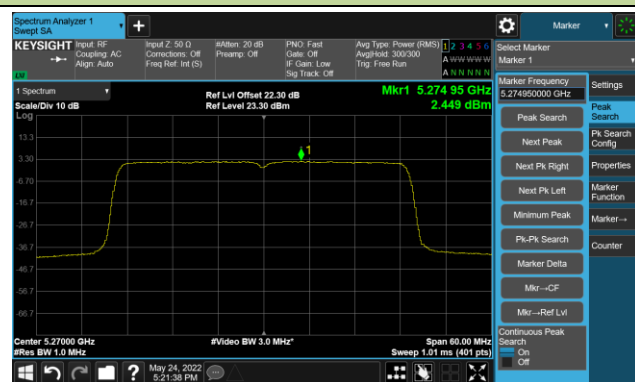 Spectrum Analyzer 1
Swept SA
Marker
KEYSIGHT
Input: RF
Coupling: AC
Align: Auto
Input Z: 50 Ω
Corrections: Off
Freq Ref: Int (S)
#Atten: 20 dB
Preamp: Off
PNO: Fast
Gate: Off
IF Gain: Low
Sig Track: Off
Avg Type: Power (RMS)
Avg|Hold: 300/300
Trig: Free Run
1 2 3 4 5 6
A W W W W W
A N N N N N
LW
Select Marker
Marker 1
1 Spectrum
Scale/Div 10 dB
Log
Ref Lvl Offset 22.30 dB
Ref Level 23.30 dBm
Mkr1 5.274 95 GHz
2.449 dBm
13.3
3.30
-6.70
-16.7
-26.7
-36.7
-46.7
-56.7
-66.7
1
Center 5.27000 GHz
#Res BW 1.0 MHz
#Video BW 3.0 MHz*
Span 60.00 MHz
Sweep 1.01 ms (401 pts)
Marker Frequency
5.274950000 GHz
Peak Search
Next Peak
Next Pk Right
Next Pk Left
Minimum Peak
Pk-Pk Search
Marker Delta
Mkr→CF
Mkr→Ref Lvl
Continuous Peak
Search
On
Off
Settings
Peak
Search
Pk Search
Config
Properties
Marker
Function
Marker→
Counter
May 24, 2022
5:21:38 PM